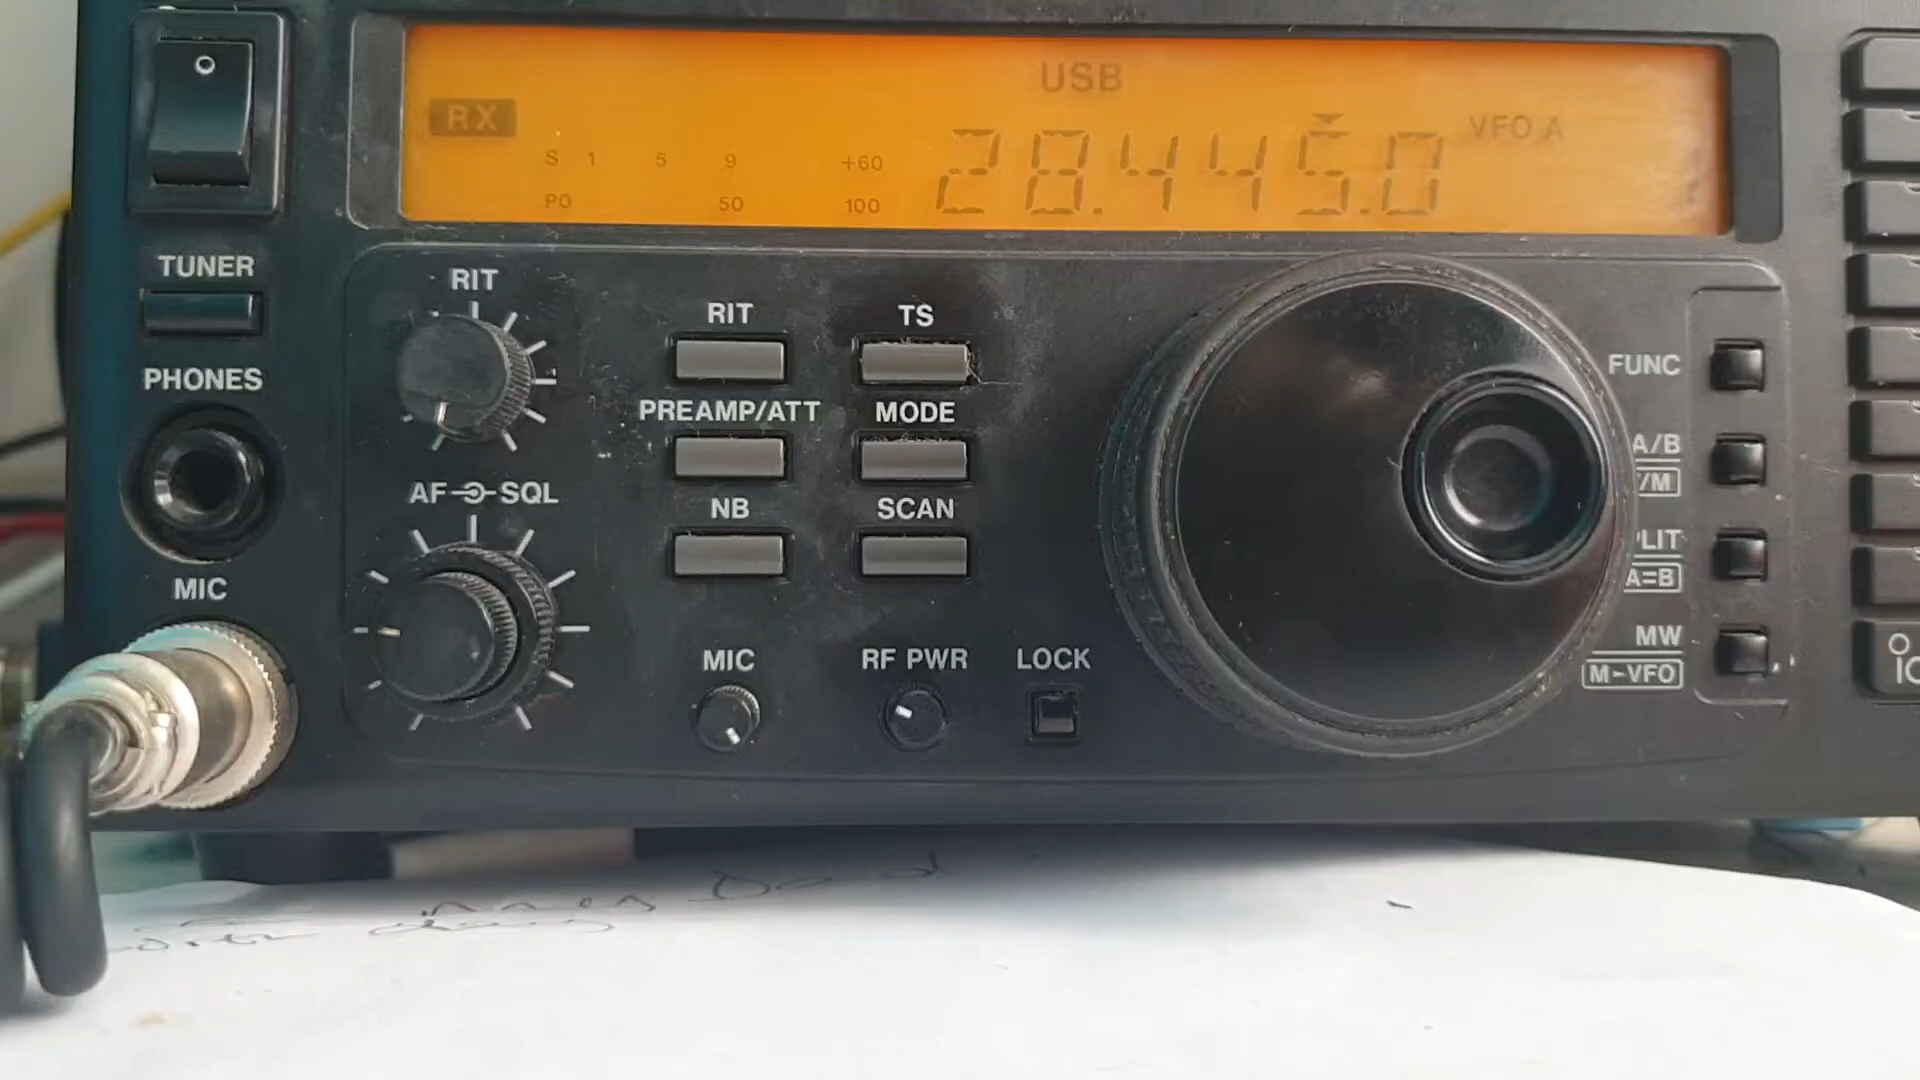 USB
RX
VFO A
28.445.0
S 1 5 9 +60
PO 50 100
TUNER
RIT
RIT
TS
PHONES
FUNC
PREAMP/ATT
MODE
A/B
/M
AF SQL
NB
SCAN
PLIT
A=B
MIC
MIC
RF PWR
LOCK
MW
M►VFO